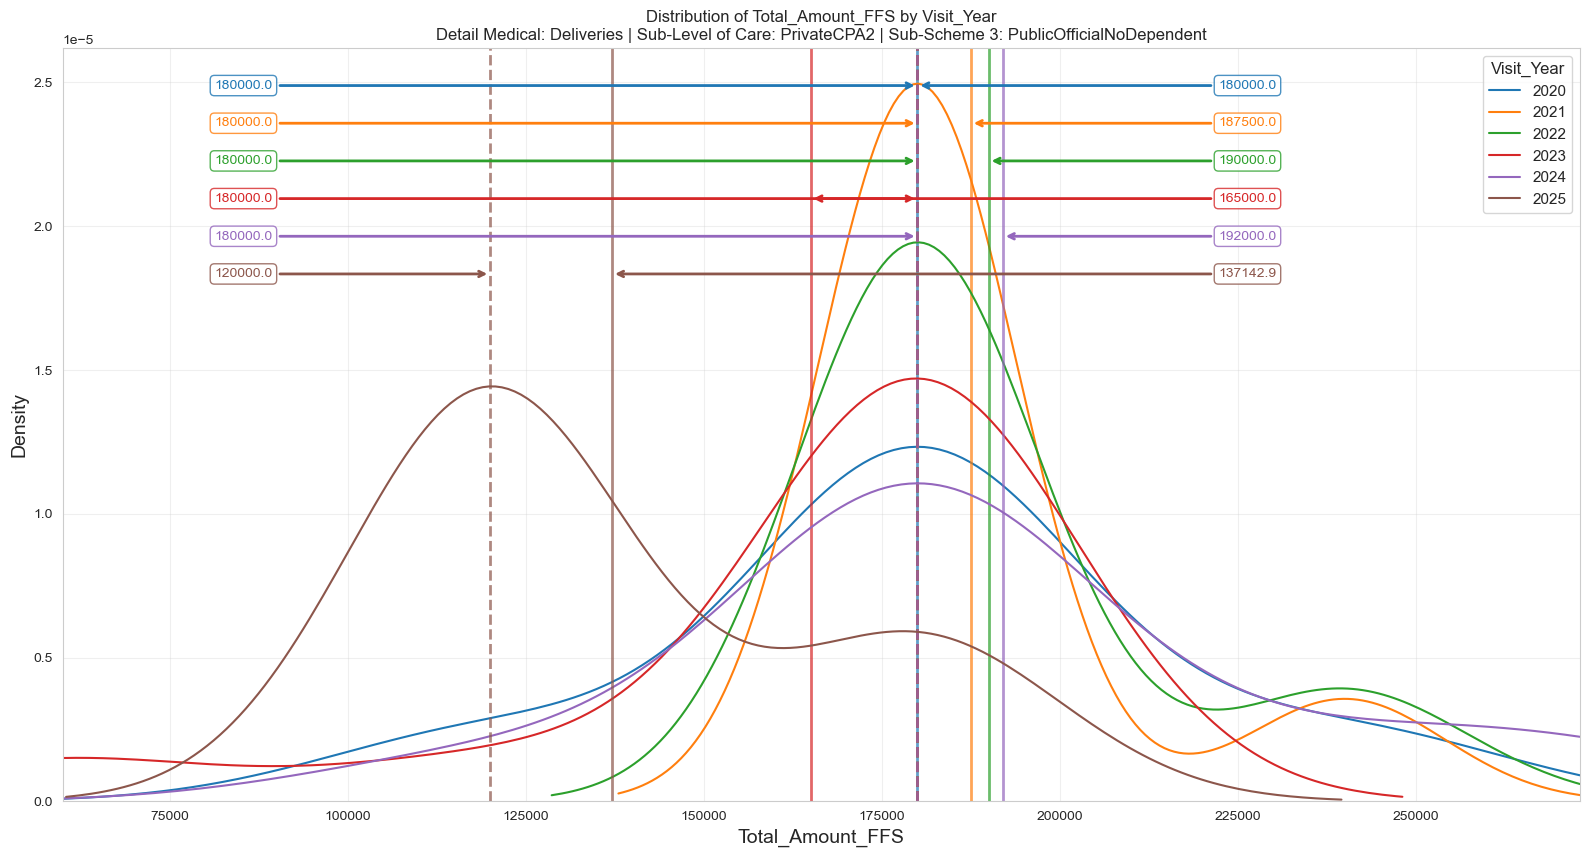 Distribution of Total_Amount_FFS by Visit_Year
Detail Medical: Deliveries | Sub-Level of Care: PrivateCPA2 | Sub-Scheme 3: PublicOfficialNoDependent
1e−5
2.5
2.0
1.5
1.0
0.5
0.0
Density
180000.0 180000.0
180000.0 187500.0
180000.0 190000.0
180000.0 165000.0
180000.0 192000.0
120000.0 137142.9
Visit_Year
2020
2021
2022
2023
2024
2025
75000 100000 125000 150000 175000 200000 225000 250000
Total_Amount_FFS